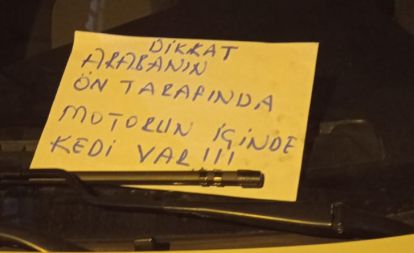 DİKKAT
ARABANIN
ÖN TARAFINDA
MOTORUN İÇİNDE
KEDİ VAR!!!